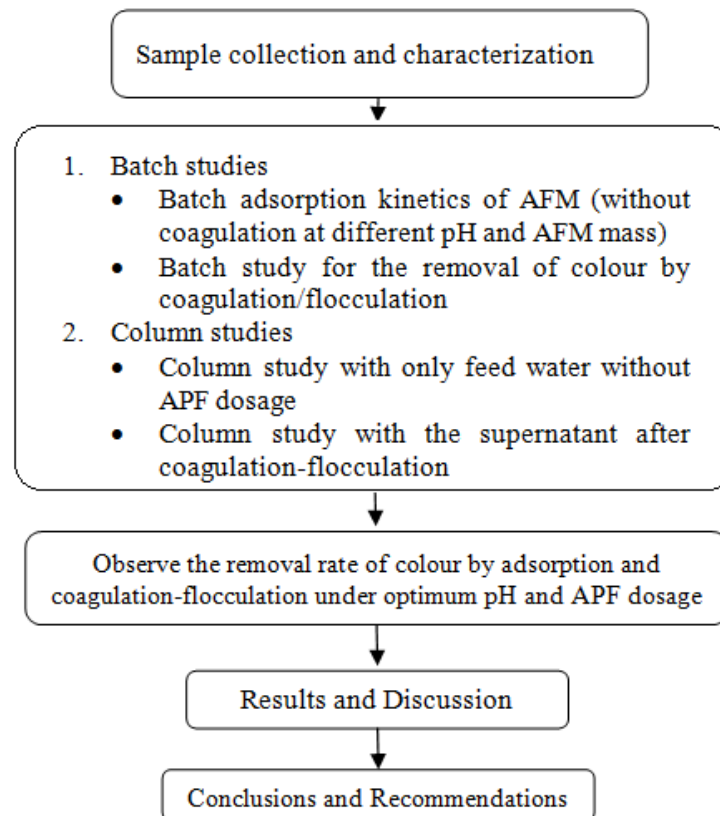 Sample collection and characterization
1. Batch studies
• Batch adsorption kinetics of AFM (without
coagulation at different pH and AFM mass)
• Batch study for the removal of colour by
coagulation/flocculation
2. Column studies
• Column study with only feed water without
APF dosage
• Column study with the supernatant after
coagulation-flocculation
Observe the removal rate of colour by adsorption and
coagulation-flocculation under optimum pH and APF dosage
Results and Discussion
Conclusions and Recommendations